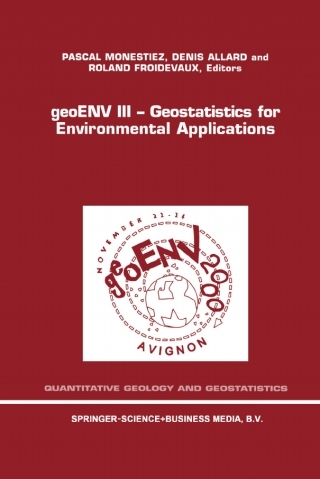 PASCAL MONESTIEZ, DENIS ALLARD and
ROLAND FROIDEVAUX, Editors
geoENV III – Geostatistics for
Environmental Applications
NOVEMBER 22-24
geoENV 2000
AVIGNON
QUANTITATIVE GEOLOGY AND GEOSTATISTICS
SPRINGER-SCIENCE+BUSINESS MEDIA, B.V.